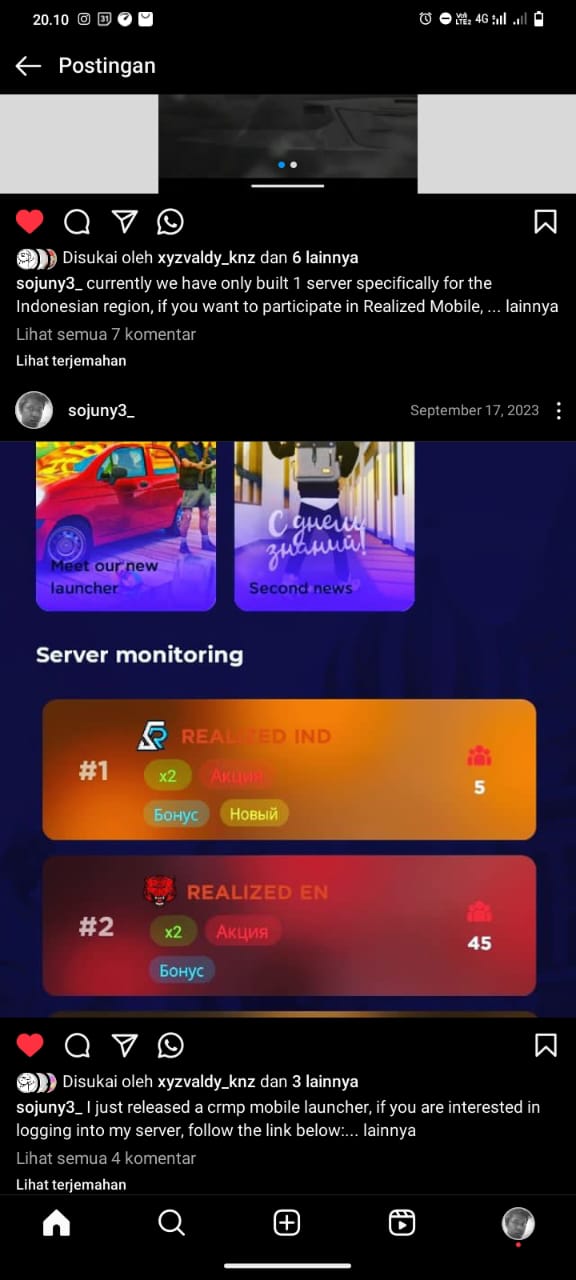 20.10
31
Vo)) LTE2 4G
Postingan
Disukai oleh xyzvaldy_knz dan 6 lainnya
sojuny3_ currently we have only built 1 server specifically for the
Indonesian region, if you want to participate in Realized Mobile, ... lainnya
Lihat semua 7 komentar
Lihat terjemahan
sojuny3_
September 17, 2023
Meet our new
launcher
С днем
знаний!
Second news
Server monitoring
#1
REALIZED IND
x2
Акция
Бонус
Новый
5
#2
REALIZED EN
x2
Акция
Бонус
45
Disukai oleh xyzvaldy_knz dan 3 lainnya
sojuny3_ I just released a crmp mobile launcher, if you are interested in
logging into my server, follow the link below:... lainnya
Lihat semua 4 komentar
Lihat terjemahan